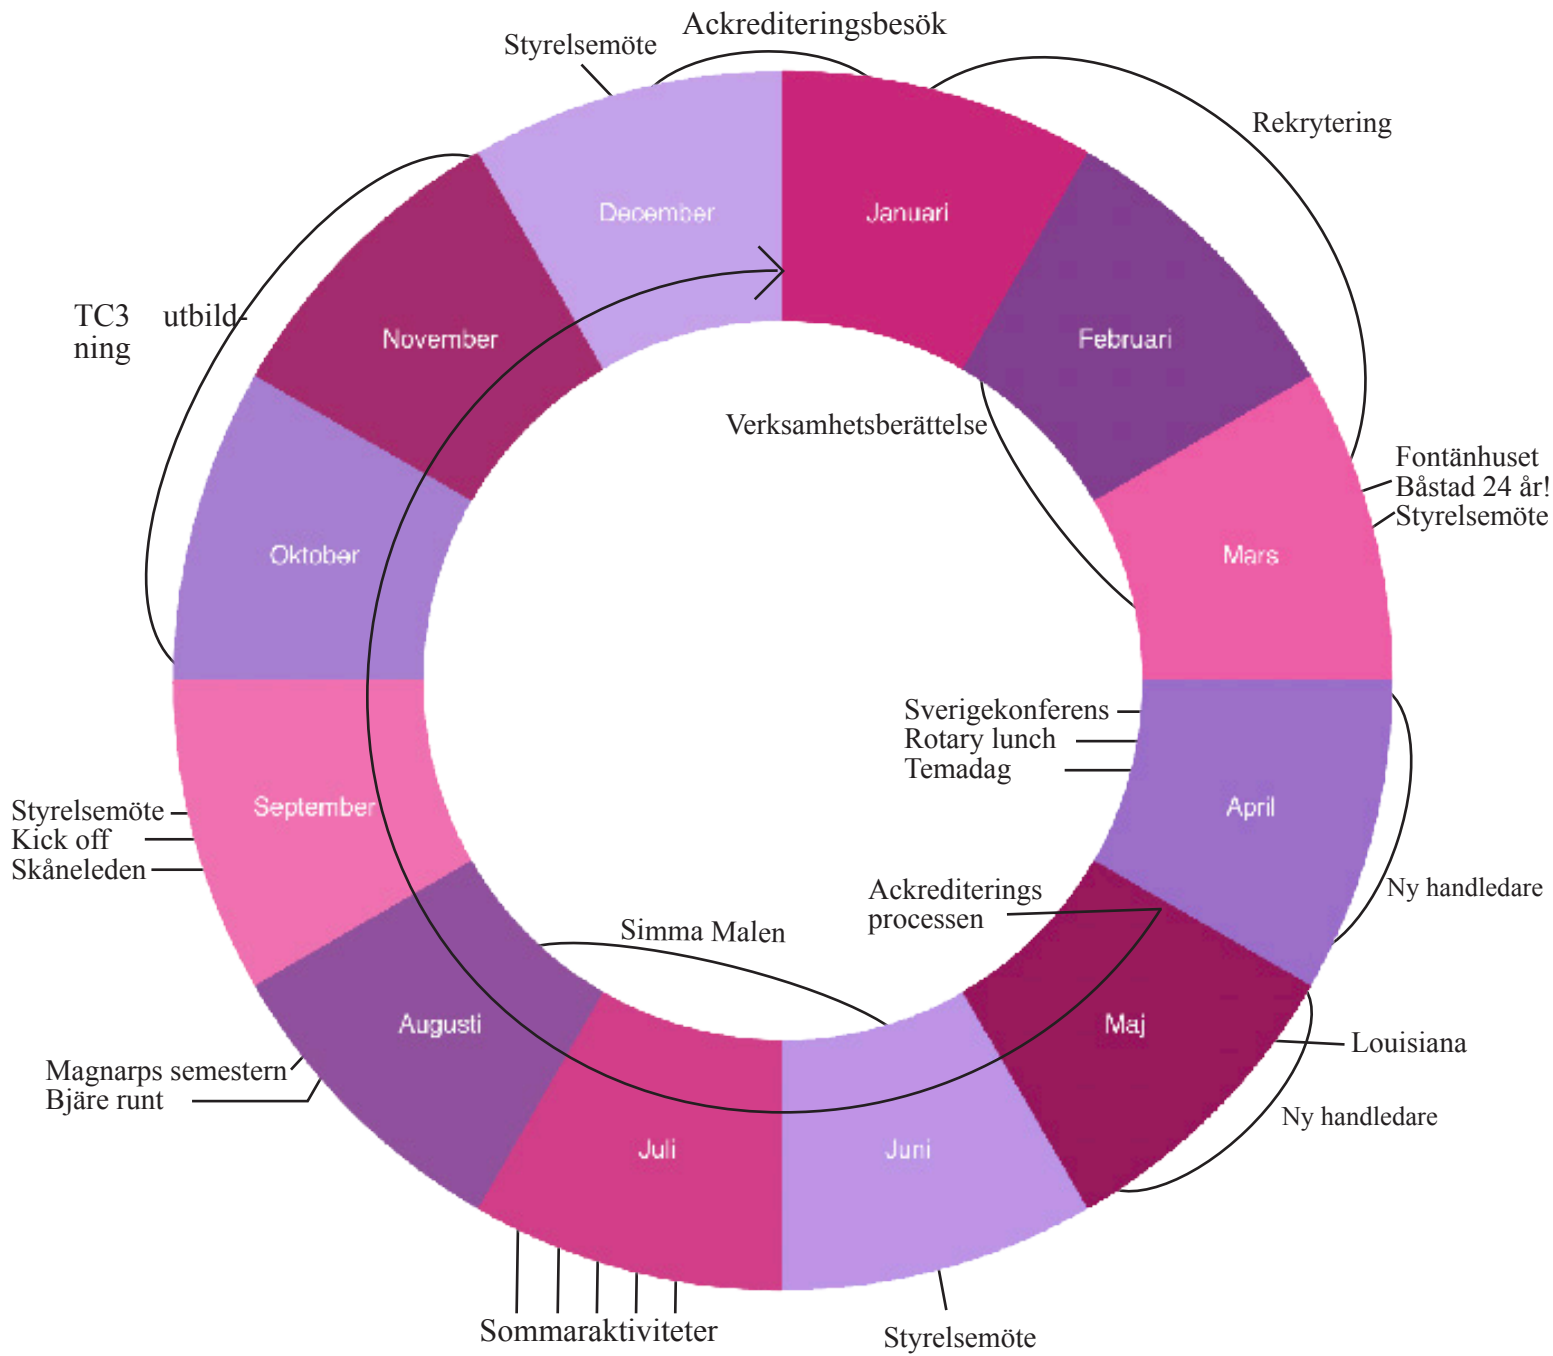 Ackrediteringsbesök
Styrelsemöte
Rekrytering
December
Januari
TC3 utbild-
ning
November
Februari
Verksamhetsberättelse
Fontänhuset
Båstad 24 år!
Styrelsemöte
Oktober
Mars
Sverigekonferens
Rotary lunch
Temadag
Styrelsemöte
Kick off
Skåneleden
September
April
Ackrediterings
processen
Ny handledare
Simma Malen
Augusti
Maj
Louisiana
Magnarps semestern
Bjäre runt
Ny handledare
Juli
Juni
Sommaraktiviteter
Styrelsemöte